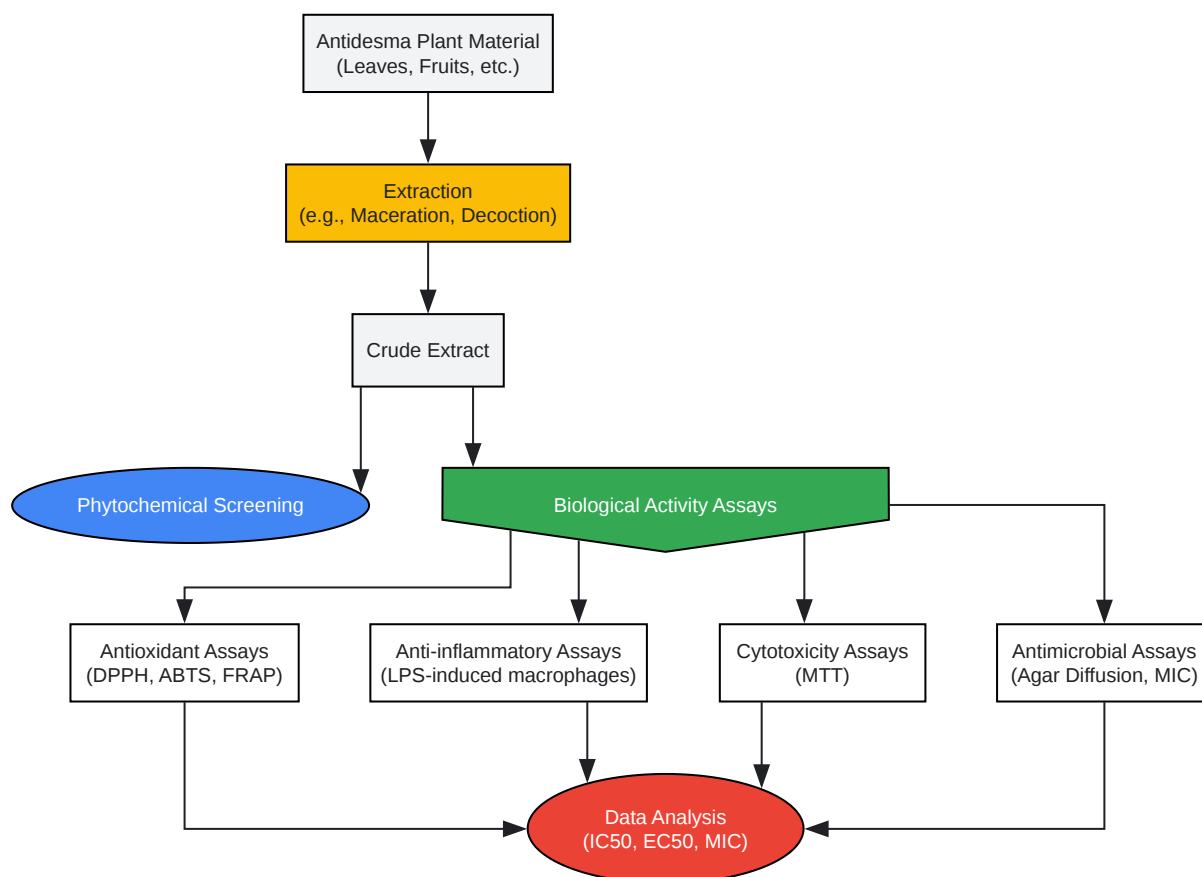 Antidesma Plant Material
(Leaves, Fruits, etc.)
Extraction
(e.g., Maceration, Decoction)
Crude Extract
Phytochemical Screening
Biological Activity Assays
Antioxidant Assays
(DPPH, ABTS, FRAP)
Anti-inflammatory Assays
(LPS-induced macrophages)
Cytotoxicity Assays
(MTT)
Antimicrobial Assays
(Agar Diffusion, MIC)
Data Analysis
(IC50, EC50, MIC)